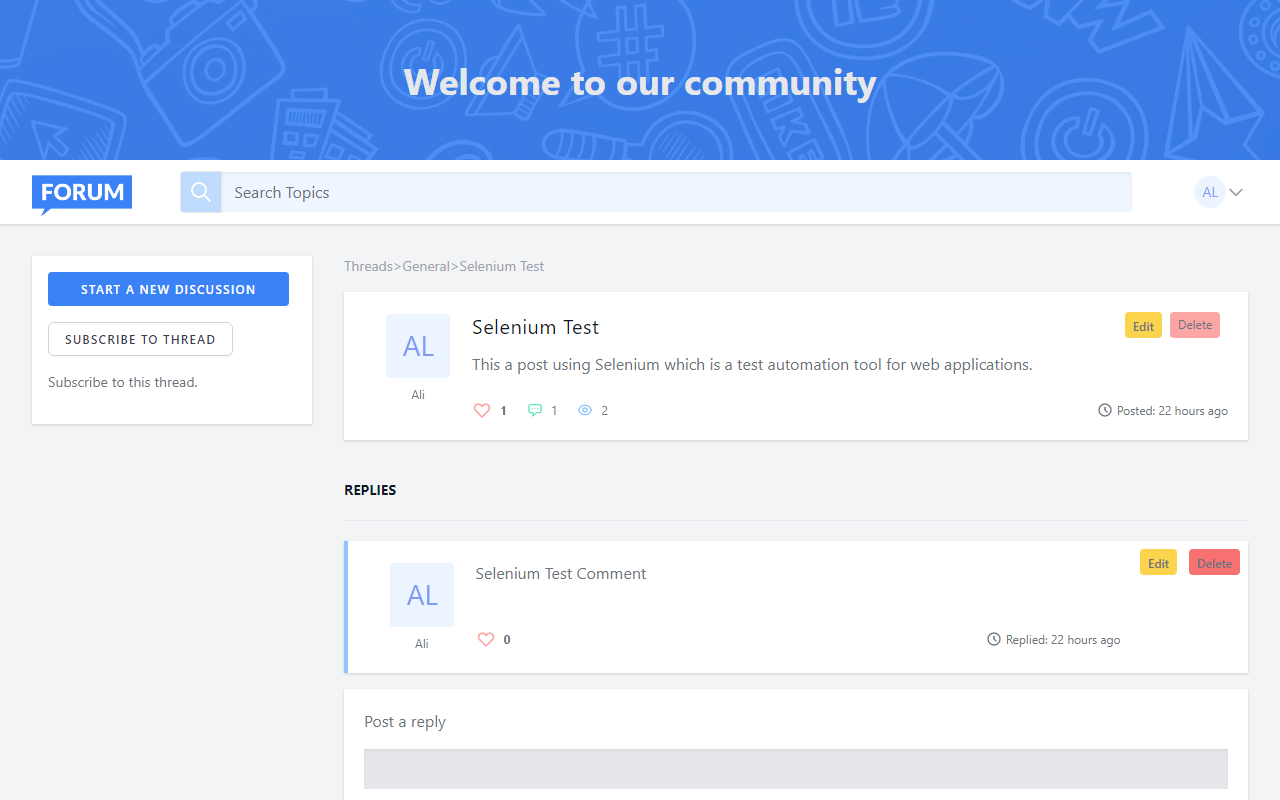 Welcome to our community
FORUM
Search Topics
AL
START A NEW DISCUSSION
SUBSCRIBE TO THREAD
Subscribe to this thread.
Threads>General>Selenium Test
AL
Ali
Selenium Test
Edit
Delete
This a post using Selenium which is a test automation tool for web applications.
1
1
2
Posted: 22 hours ago
REPLIES
AL
Ali
Selenium Test Comment
Edit
Delete
0
Replied: 22 hours ago
Post a reply